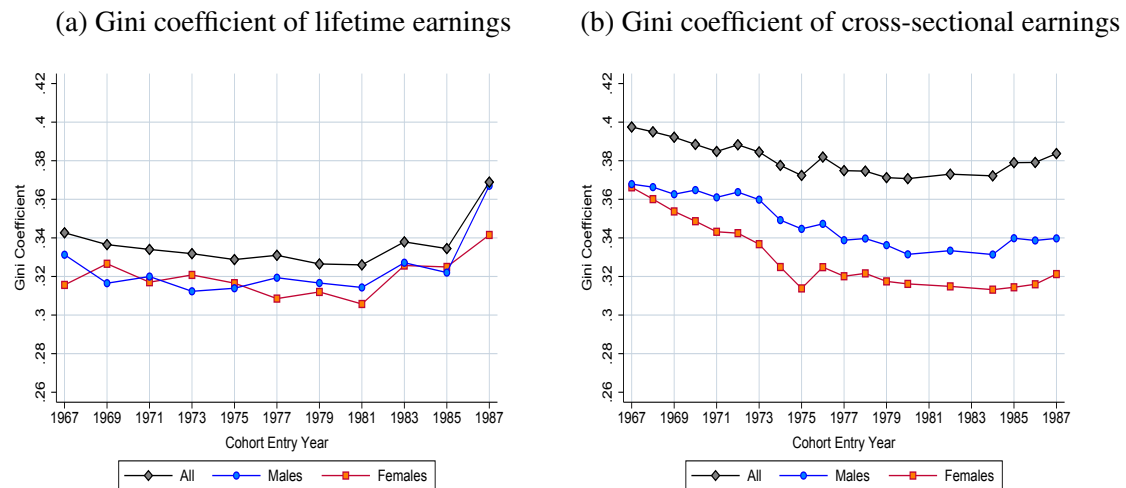 (a) Gini coefficient of lifetime earnings
.42
.4
.38
.36
.34
.32
.3
.28
.26
Gini Coefficient
1967 1969 1971 1973 1975 1977 1979 1981 1983 1985 1987
Cohort Entry Year
All Males Females
(b) Gini coefficient of cross-sectional earnings
.42
.4
.38
.36
.34
.32
.3
.28
.26
Gini Coefficient
1967 1969 1971 1973 1975 1977 1979 1981 1983 1985 1987
Cohort Entry Year
All Males Females